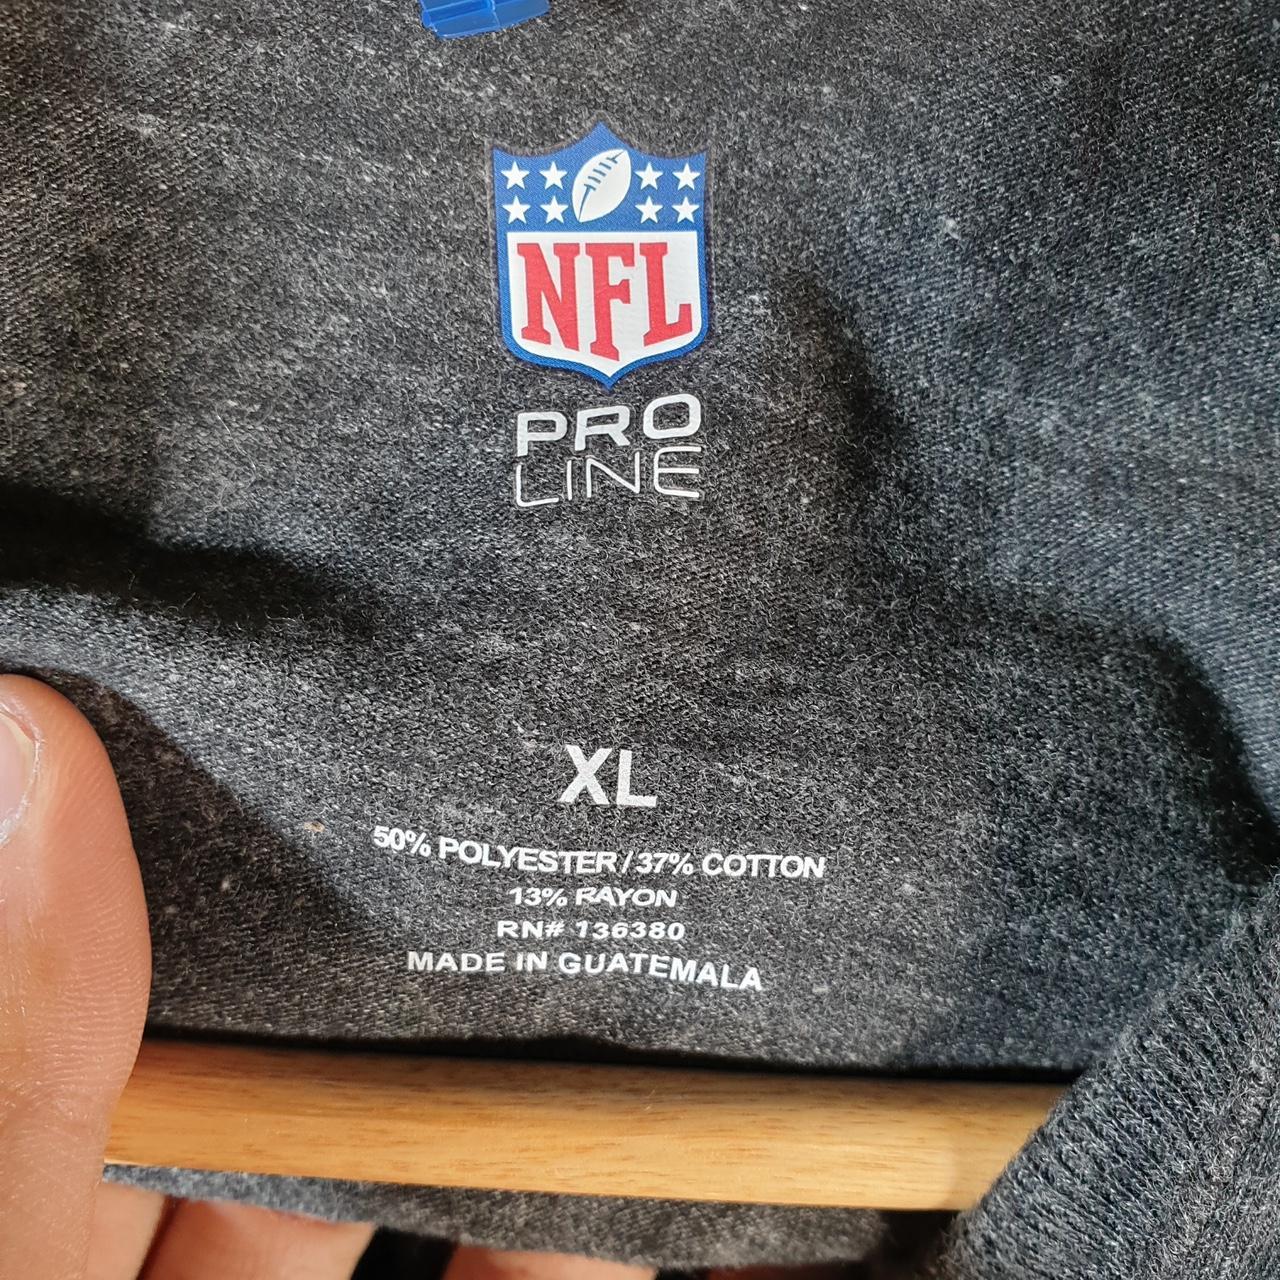 NFL
PRO
LINE
XL
50% POLYESTER/37% COTTON
13% RAYON
RN# 136380
MADE IN GUATEMALA